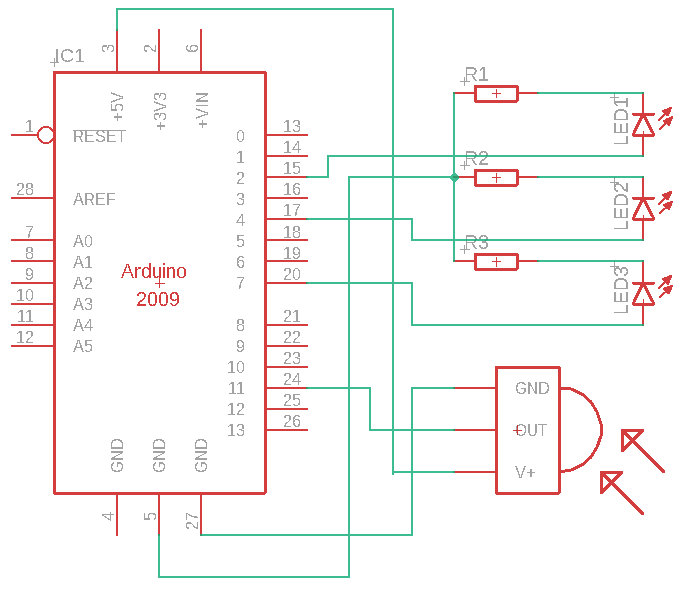 IC1
3
2
6
+5V
+3V3
+VIN
1
RESET
28
AREF
7
A0
8
A1
9
A2
10
A3
11
A4
12
A5
Arduino
2009
0
13
1
14
2
15
3
16
4
17
5
18
6
19
7
20
8
21
9
22
10
23
11
24
12
25
13
26
GND
GND
GND
4
5
27
R1
LED1
R2
LED2
R3
LED3
GND
OUT
V+